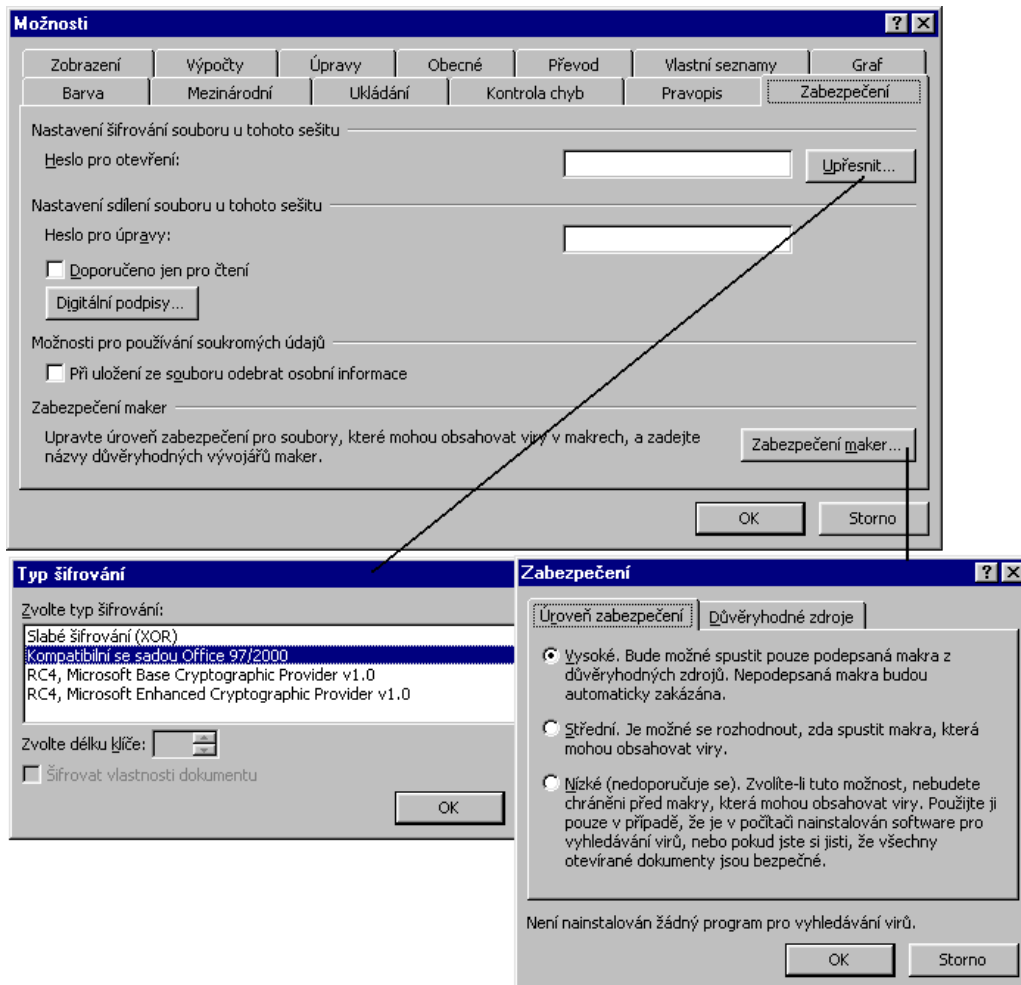 Možnosti
Zobrazení Výpočty Úpravy Obecné Převod Vlastní seznamy Graf
Barva Mezinárodní Ukládání Kontrola chyb Pravopis Zabezpečení
Nastavení šifrování souboru u tohoto sešitu
Heslo pro otevření:
Upřesnit...
Nastavení sdílení souboru u tohoto sešitu
Heslo pro úpravy:
Doporučeno jen pro čtení
Digitální podpisy...
Možnosti pro používání soukromých údajů
Při uložení ze souboru odebrat osobní informace
Zabezpečení maker
Upravte úroveň zabezpečení pro soubory, které mohou obsahovat viry v makrech, a zadejte
názvy důvěryhodných vývojářů maker.
Zabezpečení maker...
OK Storno
Typ šifrování
Zvolte typ šifrování:
Slabé šifrování (XOR)
Kompatibilní se sadou Office 97/2000
RC4, Microsoft Base Cryptographic Provider v1.0
RC4, Microsoft Enhanced Cryptographic Provider v1.0
Zvolte délku klíče:
Šifrovat vlastnosti dokumentu
OK
Zabezpečení
Úroveň zabezpečení Důvěryhodné zdroje
Vysoké. Bude možné spustit pouze podepsaná makra z
důvěryhodných zdrojů. Nepodepsaná makra budou
automaticky zakázána.
Střední. Je možné se rozhodnout, zda spustit makra, která
mohou obsahovat viry.
Nízké (nedoporučuje se). Zvolíte-li tuto možnost, nebudete
chráněni před makry, která mohou obsahovat viry. Použijte ji
pouze v případě, že je v počítači nainstalován software pro
vyhledávání virů, nebo pokud jste si jisti, že všechny
otevírané dokumenty jsou bezpečné.
Není nainstalován žádný program pro vyhledávání virů.
OK Storno